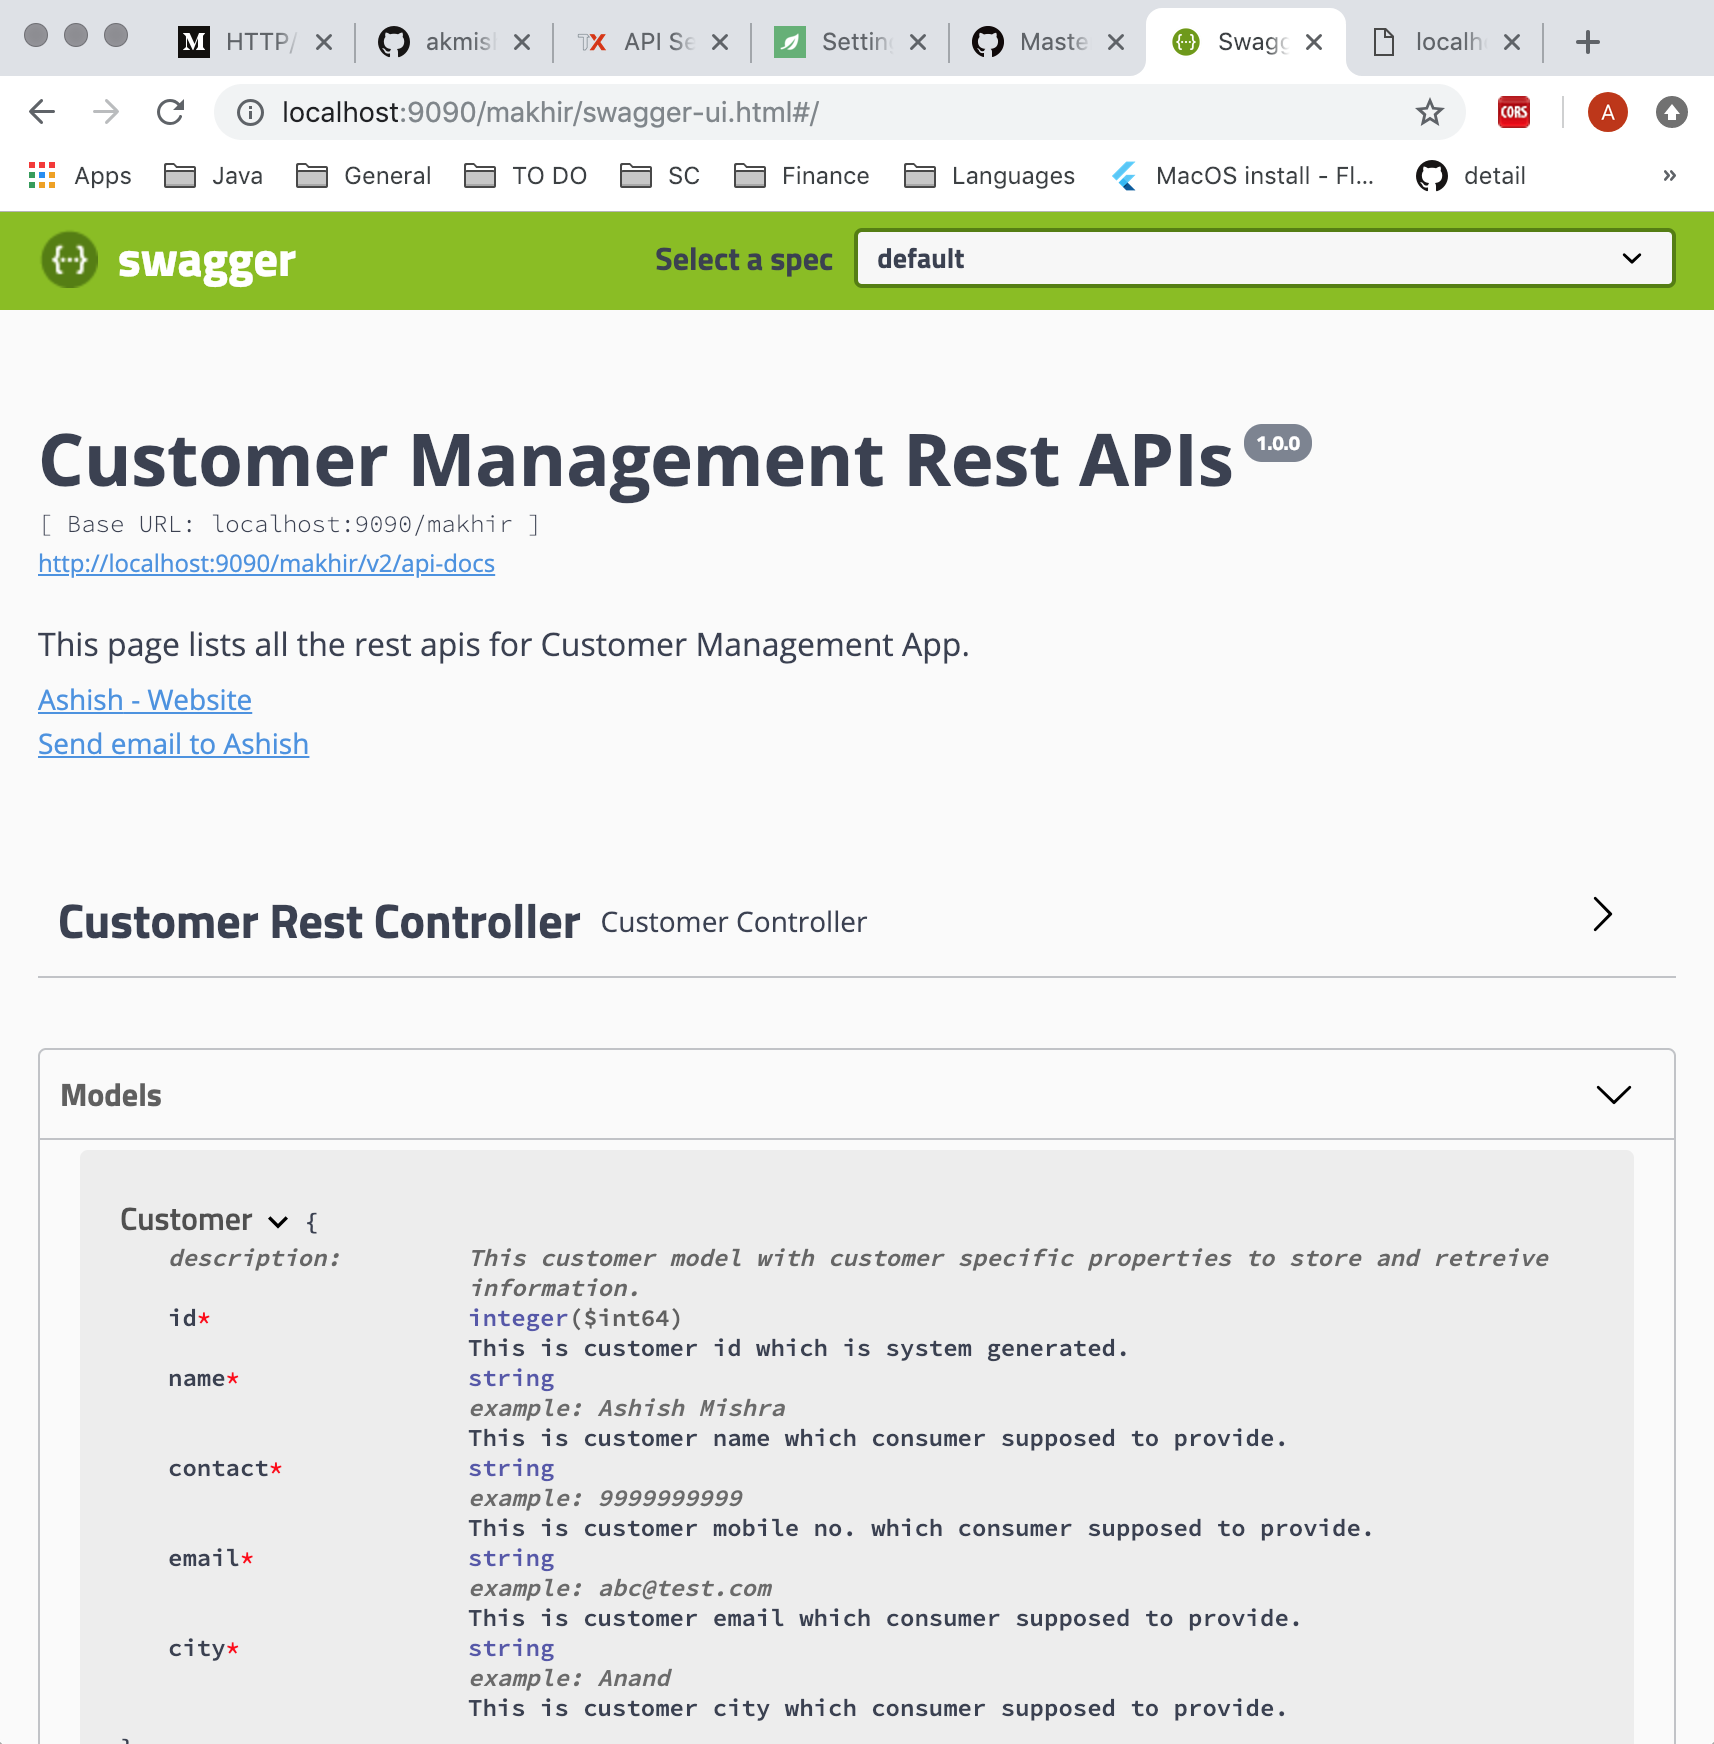 HTTP/ akmis API Se Settin Maste Swagg localh
localhost:9090/makhir/swagger-ui.html#/ CORS A
Apps Java General TO DO SC Finance Languages MacOS install - Fl... detail »
{···} swagger Select a spec default
Customer Management Rest APIs 1.0.0
[ Base URL: localhost:9090/makhir ]
http://localhost:9090/makhir/v2/api-docs
This page lists all the rest apis for Customer Management App.
Ashish - Website
Send email to Ashish
Customer Rest Controller Customer Controller
Models
Customer {
description: This customer model with customer specific properties to store and retreive
information.
id* integer($int64)
This is customer id which is system generated.
name* string
example: Ashish Mishra
This is customer name which consumer supposed to provide.
contact* string
example: 9999999999
This is customer mobile no. which consumer supposed to provide.
email* string
example: abc@test.com
This is customer email which consumer supposed to provide.
city* string
example: Anand
This is customer city which consumer supposed to provide.